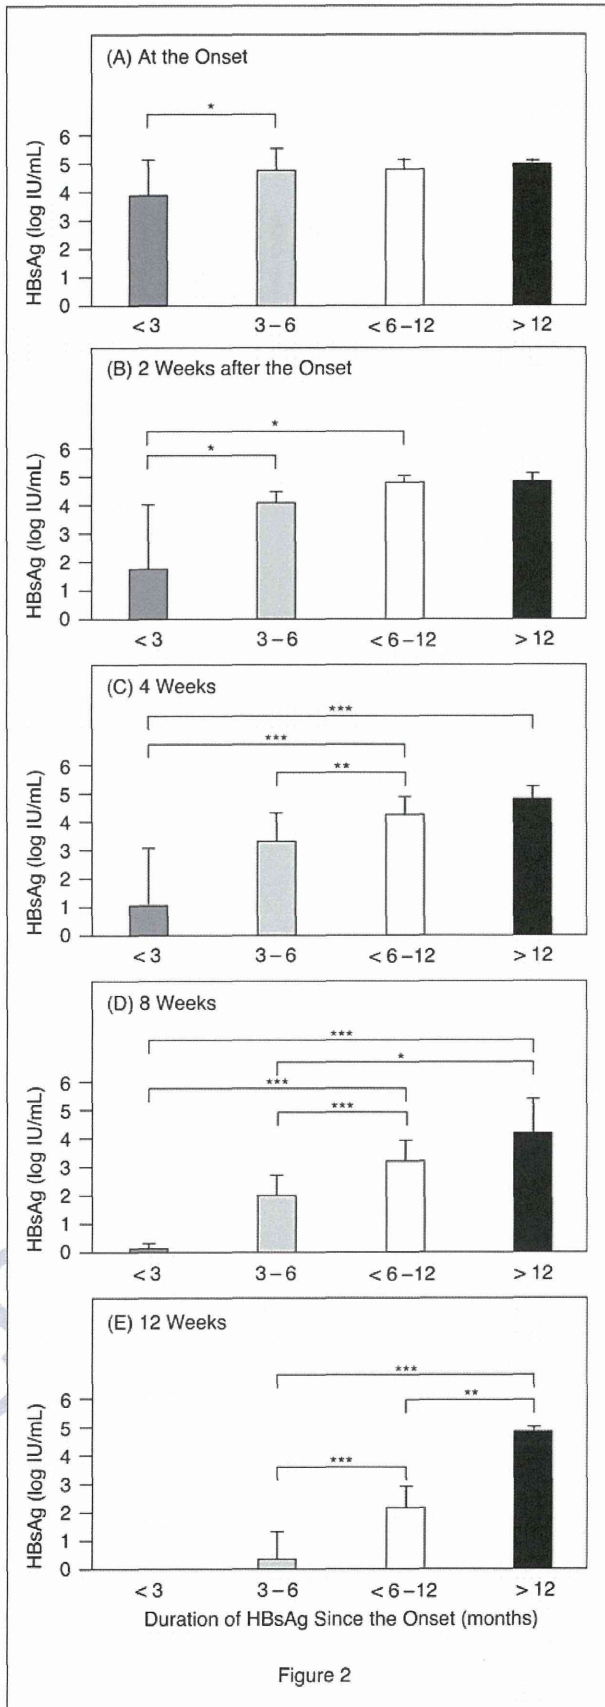 (A) At the Onset
*
HBsAg (log IU/mL)
6
5
4
3
2
1
0
< 3 3–6 < 6–12 > 12
(B) 2 Weeks after the Onset
*
*
HBsAg (log IU/mL)
6
5
4
3
2
1
0
< 3 3–6 < 6–12 > 12
(C) 4 Weeks
***
***
**
HBsAg (log IU/mL)
6
5
4
3
2
1
0
< 3 3–6 < 6–12 > 12
(D) 8 Weeks
***
*
***
***
HBsAg (log IU/mL)
6
5
4
3
2
1
0
< 3 3–6 < 6–12 > 12
(E) 12 Weeks
***
**
***
HBsAg (log IU/mL)
6
5
4
3
2
1
0
< 3 3–6 < 6–12 > 12
Duration of HBsAg Since the Onset (months)
Figure 2